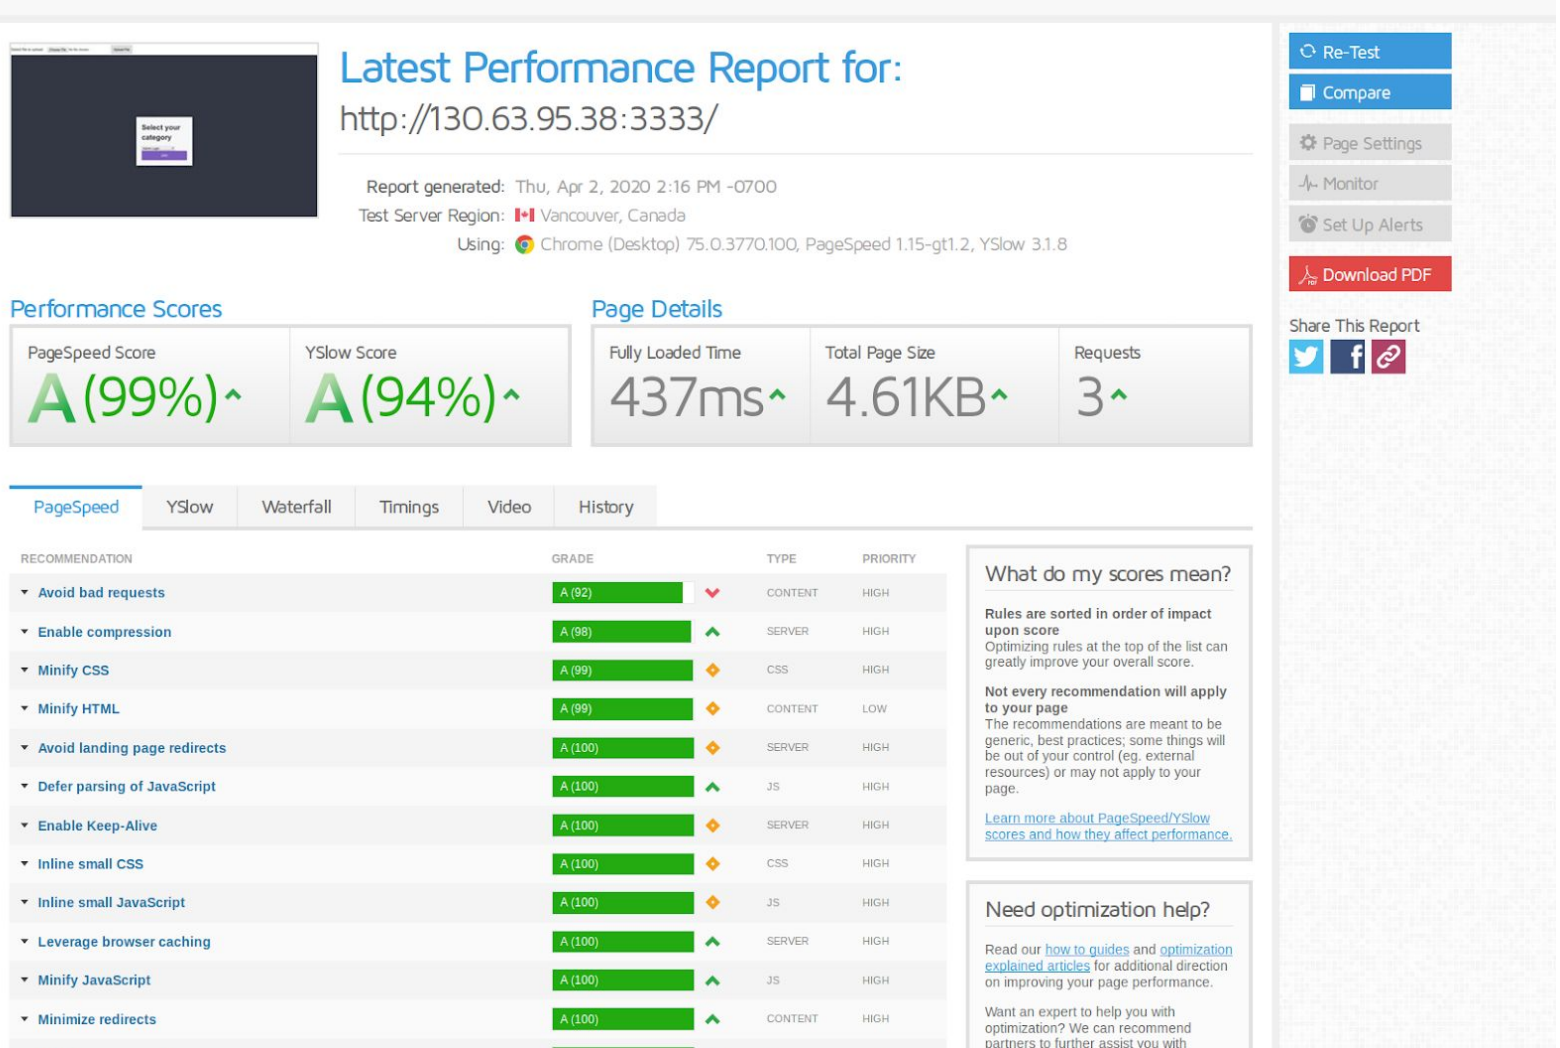 Select your
category
Latest Performance Report for:
http://130.63.95.38:3333/
Report generated: Thu, Apr 2, 2020 2:16 PM -0700
Test Server Region: Vancouver, Canada
Using: Chrome (Desktop) 75.0.3770.100, PageSpeed 1.15-gt1.2, YSlow 3.1.8
Re-Test
Compare
Page Settings
Monitor
Set Up Alerts
Download PDF
Share This Report
Performance Scores
PageSpeed Score YSlow Score
A (99%) A (94%)
Page Details
Fully Loaded Time Total Page Size Requests
437ms 4.61KB 3
PageSpeed YSlow Waterfall Timings Video History
RECOMMENDATION GRADE TYPE PRIORITY
Avoid bad requests A (92) CONTENT HIGH
Enable compression A (98) SERVER HIGH
Minify CSS A (99) CSS HIGH
Minify HTML A (99) CONTENT LOW
Avoid landing page redirects A (100) SERVER HIGH
Defer parsing of JavaScript A (100) JS HIGH
Enable Keep-Alive A (100) SERVER HIGH
Inline small CSS A (100) CSS HIGH
Inline small JavaScript A (100) JS HIGH
Leverage browser caching A (100) SERVER HIGH
Minify JavaScript A (100) JS HIGH
Minimize redirects A (100) CONTENT HIGH
What do my scores mean?
Rules are sorted in order of impact
upon score
Optimizing rules at the top of the list can
greatly improve your overall score.
Not every recommendation will apply
to your page
The recommendations are meant to be
generic, best practices; some things will
be out of your control (eg. external
resources) or may not apply to your
page.
Learn more about PageSpeed/YSlow
scores and how they affect performance.
Need optimization help?
Read our how to guides and optimization
explained articles for additional direction
on improving your page performance.
Want an expert to help you with
optimization? We can recommend
partners to further assist you with